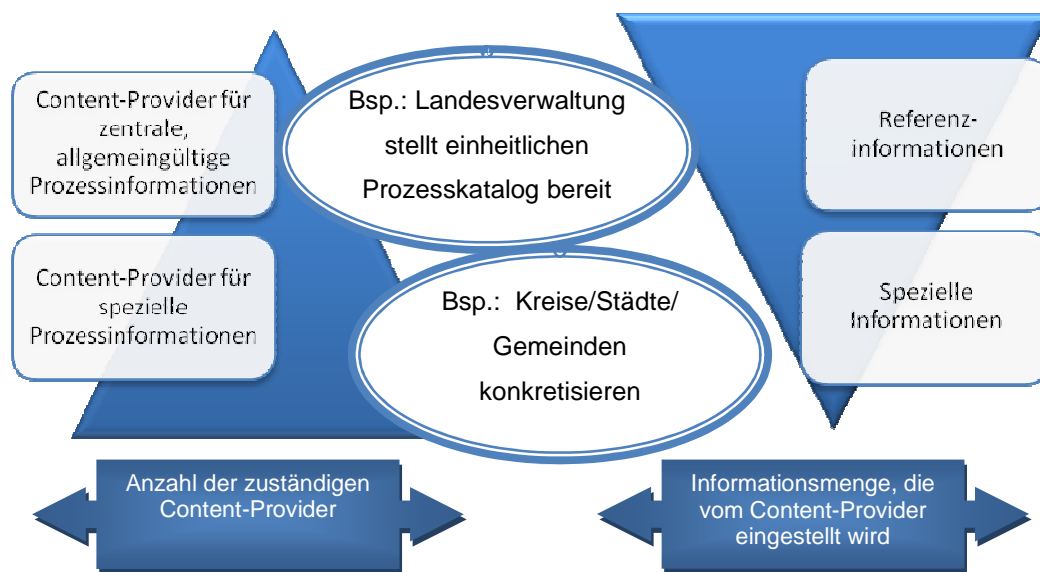 Content-Provider für
zentrale,
allgemeingültige
Prozessinformationen
Bsp.: Landesverwaltung
stellt einheitlichen
Prozesskatalog bereit
Referenz-
informationen
Content-Provider für
spezielle
Prozessinformationen
Bsp.: Kreise/Städte/
Gemeinden
konkretisieren
Spezielle
Informationen
Anzahl der zuständigen
Content-Provider
Informationsmenge, die
vom Content-Provider
eingestellt wird